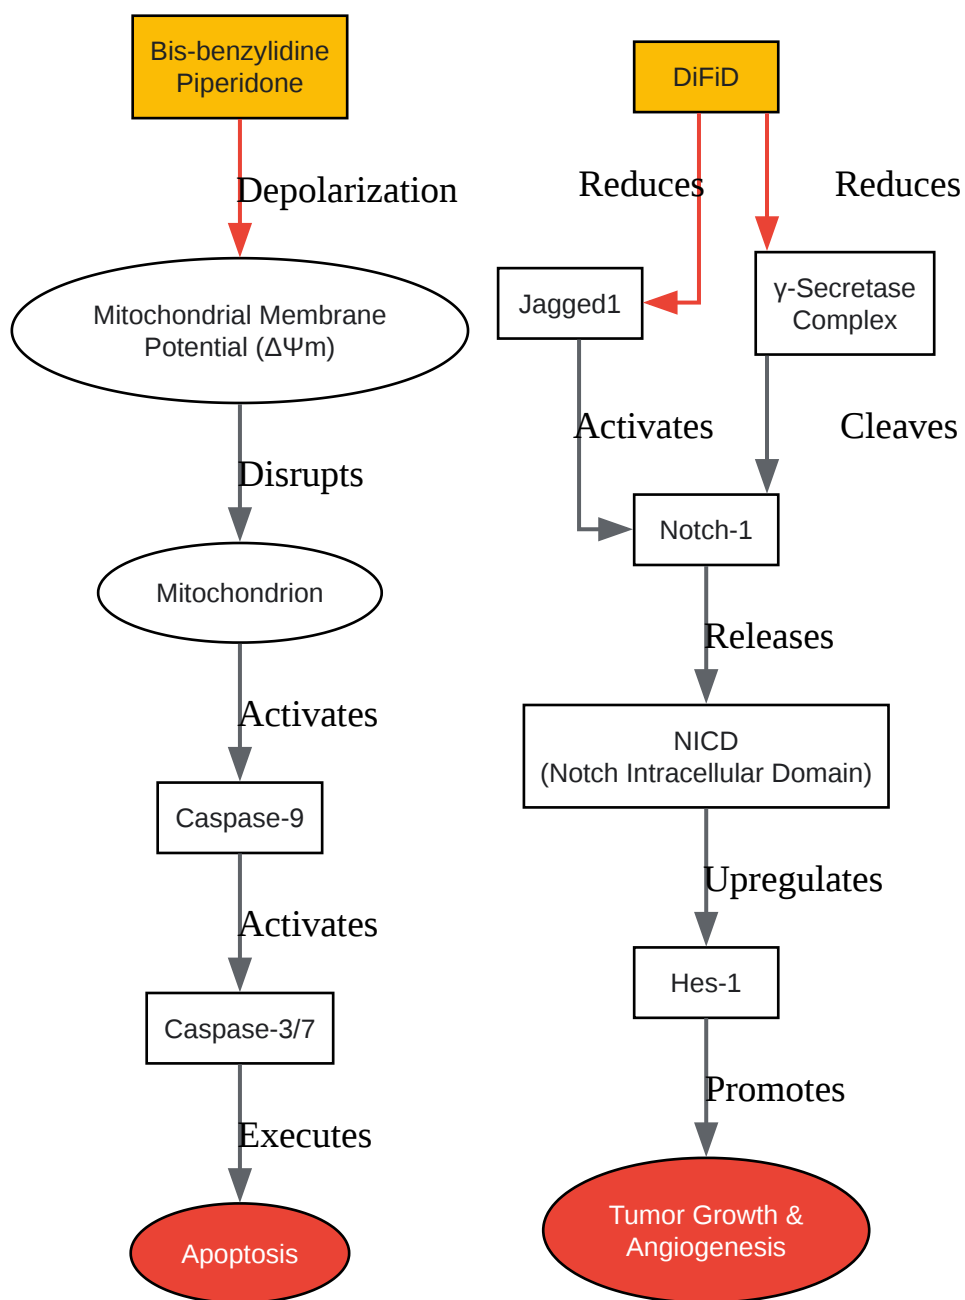 Bis-benzylidine
Piperidone
Depolarization
Mitochondrial Membrane
Potential (ΔΨm)
Disrupts
Mitochondrion
Activates
Caspase-9
Activates
Caspase-3/7
Executes
Apoptosis
DiFiD
Reduces
Reduces
Jagged1
γ-Secretase
Complex
Activates
Cleaves
Notch-1
Releases
NICD
(Notch Intracellular Domain)
Upregulates
Hes-1
Promotes
Tumor Growth &
Angiogenesis